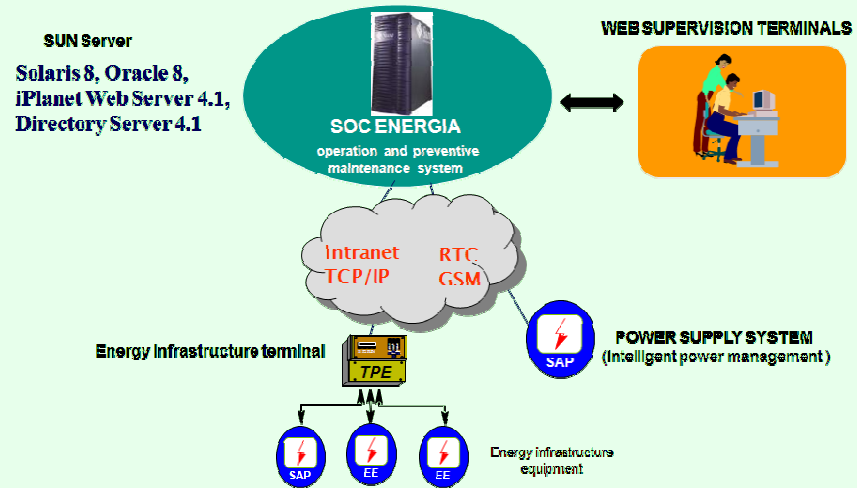 SUN Server
Solaris 8, Oracle 8,
iPlanet Web Server 4.1,
Directory Server 4.1
SOC ENERGIA
operation and preventive
maintenance system
WEB SUPERVISION TERMINALS
Intranet
TCP/IP
RTC
GSM
Energy infrastructure terminal
TPE
SAP
POWER SUPPLY SYSTEM
(Intelligent power management )
SAP
EE
EE
Energy infrastructure
equipment